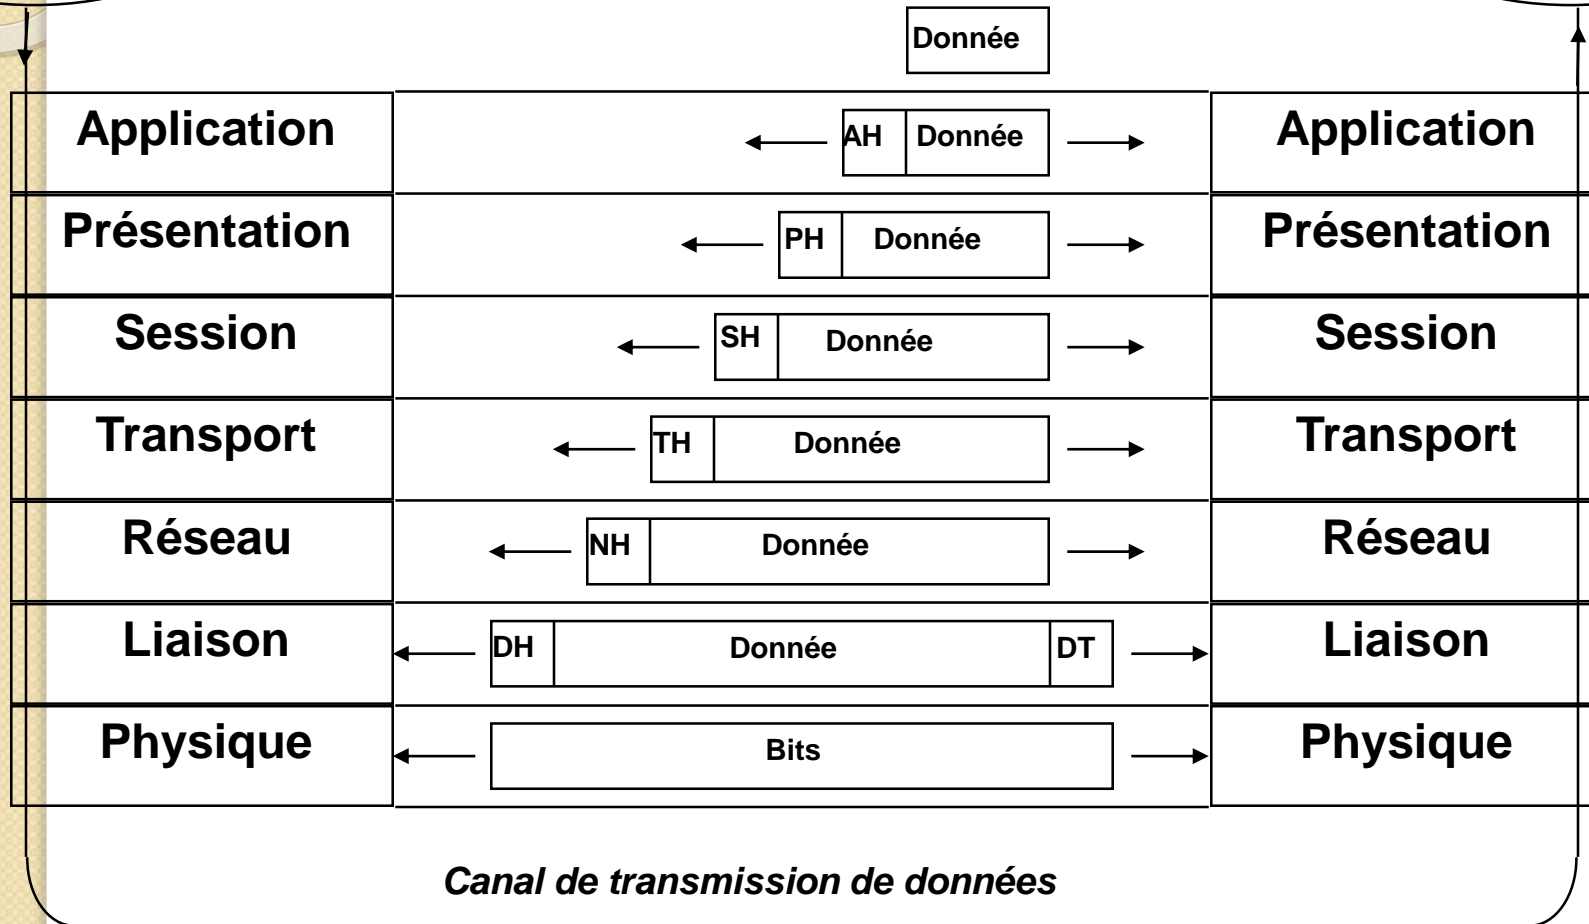 Donnée
Application AH Donnée Application
Présentation PH Donnée Présentation
Session SH Donnée Session
Transport TH Donnée Transport
Réseau NH Donnée Réseau
Liaison DH Donnée DT Liaison
Physique Bits Physique
Canal de transmission de données